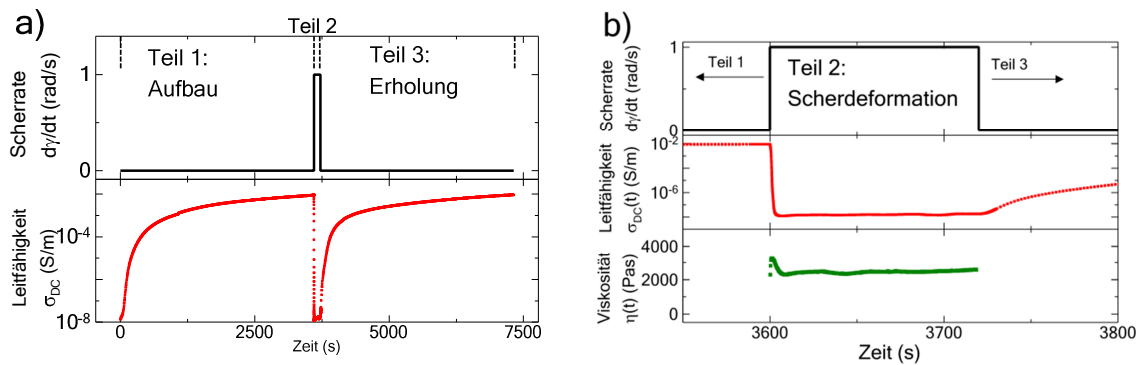 a)
Teil 2
Teil 1:
Aufbau
Teil 3:
Erholung
Scherrate
dγ/dt (rad/s)
1
0
Leitfähigkeit
σDC (S/m)
10⁻⁴
10⁻⁸
0
2500
5000
7500
Zeit (s)
b)
Teil 1
Teil 2:
Scherdeformation
Teil 3
Scherrate
dγ/dt (rad/s)
1
0
Leitfähigkeit
σDC(t) (S/m)
10⁻²
10⁻⁶
Viskosität
η(t) (Pas)
4000
2000
0
3600
3700
3800
Zeit (s)